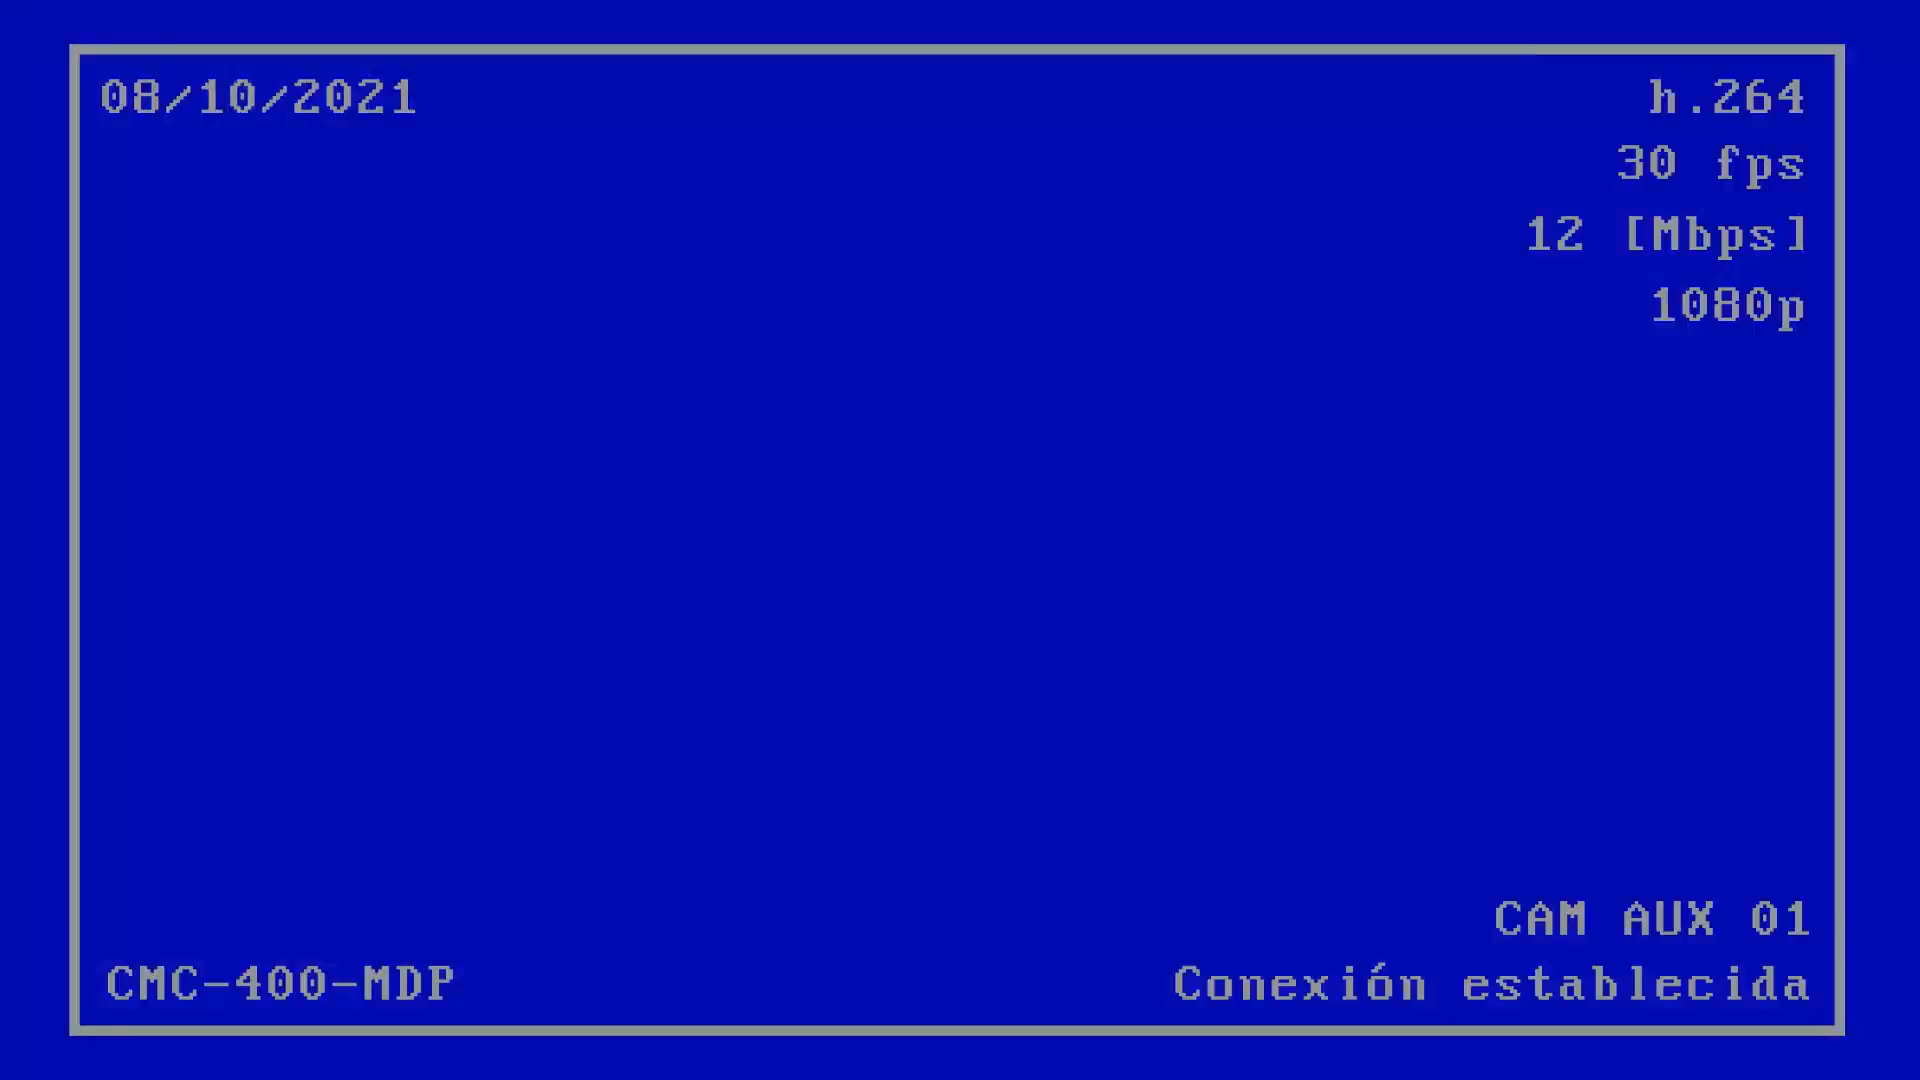 08/10/2021
h.264
30 fps
12 [Mbps]
1080p
CAM AUX 01
CMC-400-MDP
Conexión establecida